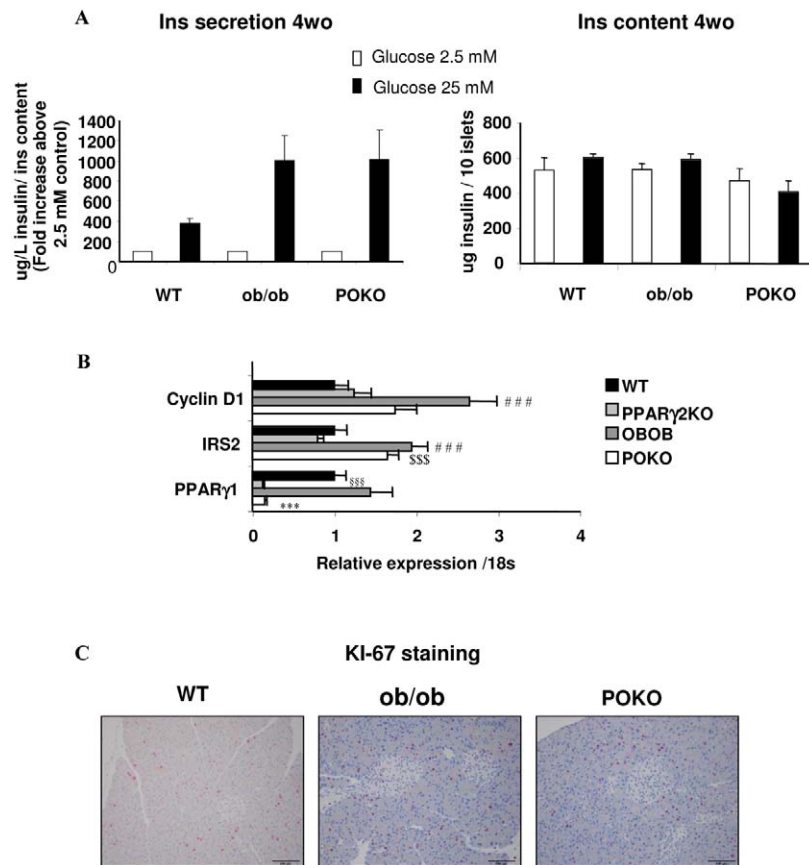 A
Ins secretion 4wo
Ins content 4wo
Glucose 2.5 mM
Glucose 25 mM
ug/L insulin/ ins content
(Fold increase above
2.5 mM control)
1400
1200
1000
800
600
400
200
0
WT
ob/ob
POKO
ug insulin / 10 islets
800
600
400
200
0
WT
ob/ob
POKO
B
Cyclin D1
IRS2
PPARγ1
# # #
# # #
$$$
§§§
***
0
1
2
3
4
Relative expression /18s
WT
PPARγ2KO
OBOB
POKO
C
KI-67 staining
WT
ob/ob
POKO